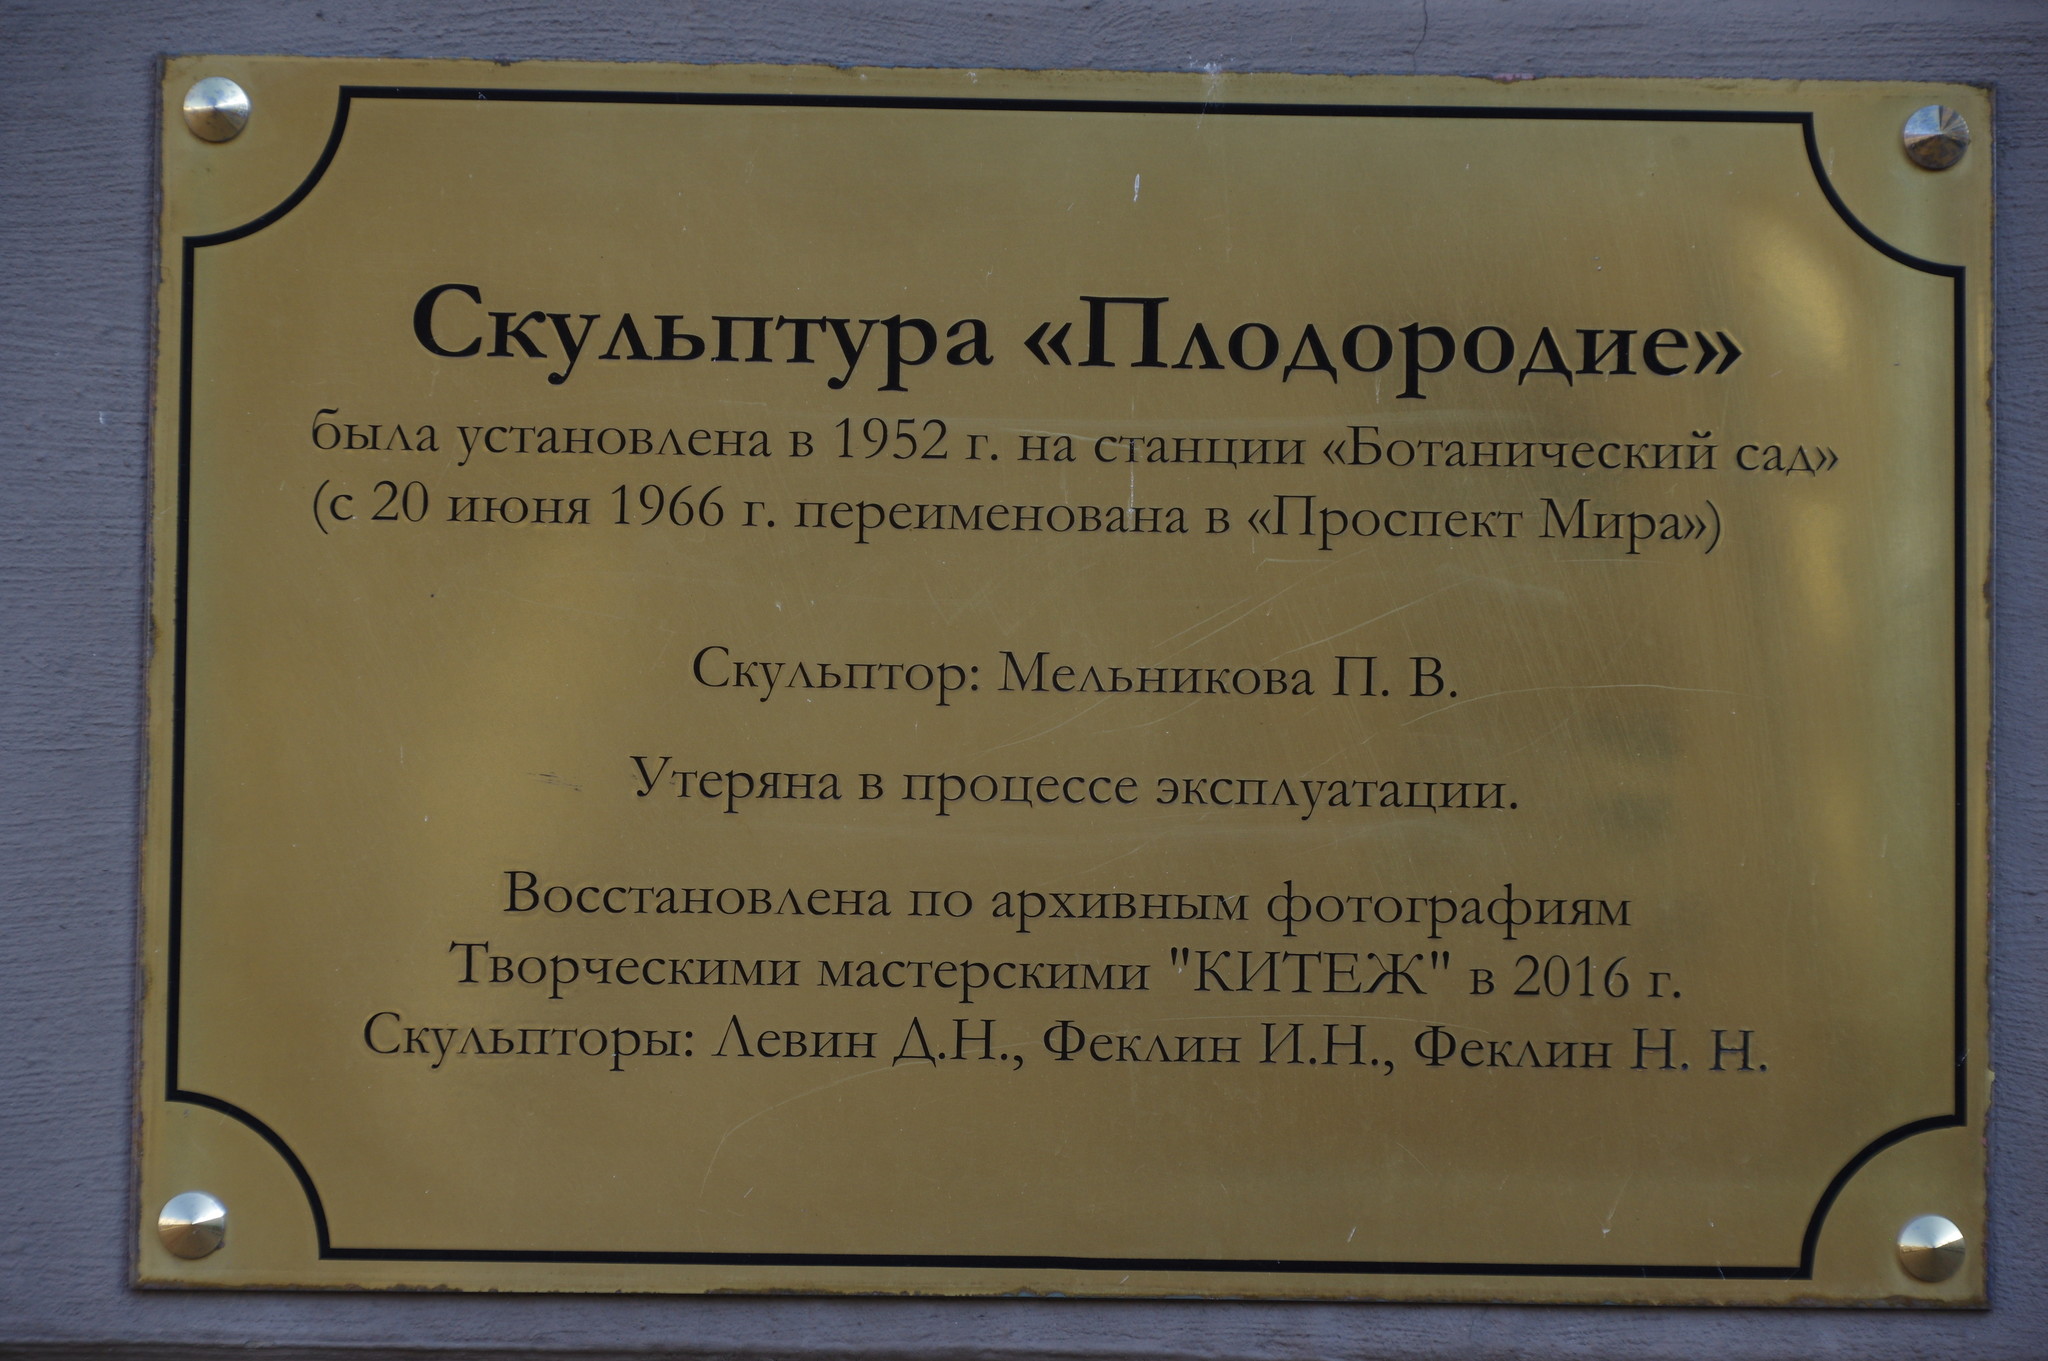 Скульптура «Плодородие»
была установлена в 1952 г. на станции «Ботанический сад»
(с 20 июня 1966 г. переименована в «Проспект Мира»)
Скульптор: Мельникова П. В.
Утеряна в процессе эксплуатации.
Восстановлена по архивным фотографиям
Творческими мастерскими "КИТЕЖ" в 2016 г.
Скульпторы: Левин Д.Н., Феклин И.Н., Феклин Н. Н.